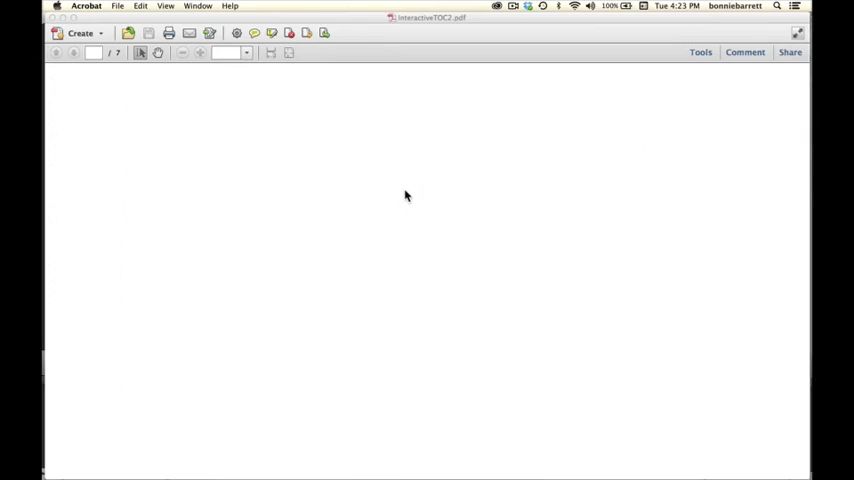 Acrobat File Edit View Window Help 100% Tue 4:23 PM bonniebarrett
InteractiveTOC2.pdf
Create
/ 7 Tools Comment Share